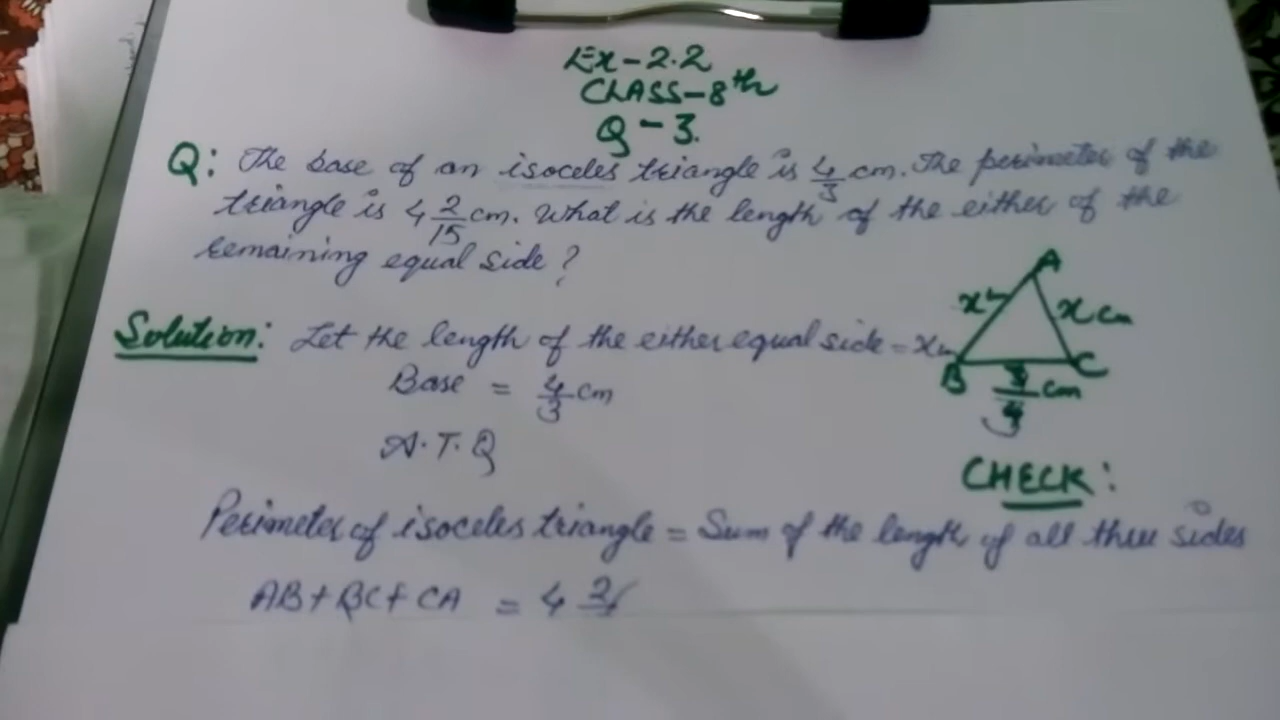 Ex-2.2
CLASS-8th
Q-3.
Q: The base of an isoceles triangle is 4/3 cm. The perimeter of the
triangle is 4 2/15 cm. What is the length of the either of the
remaining equal side?
A
x cm
B
C
3/4 cm
Solution: Let the length of the either equal side = x cm
Base = 4/3 cm
A.T.Q
CHECK:
Perimeter of isoceles triangle = Sum of the length of all three sides
AB+BC+CA = 4 2/